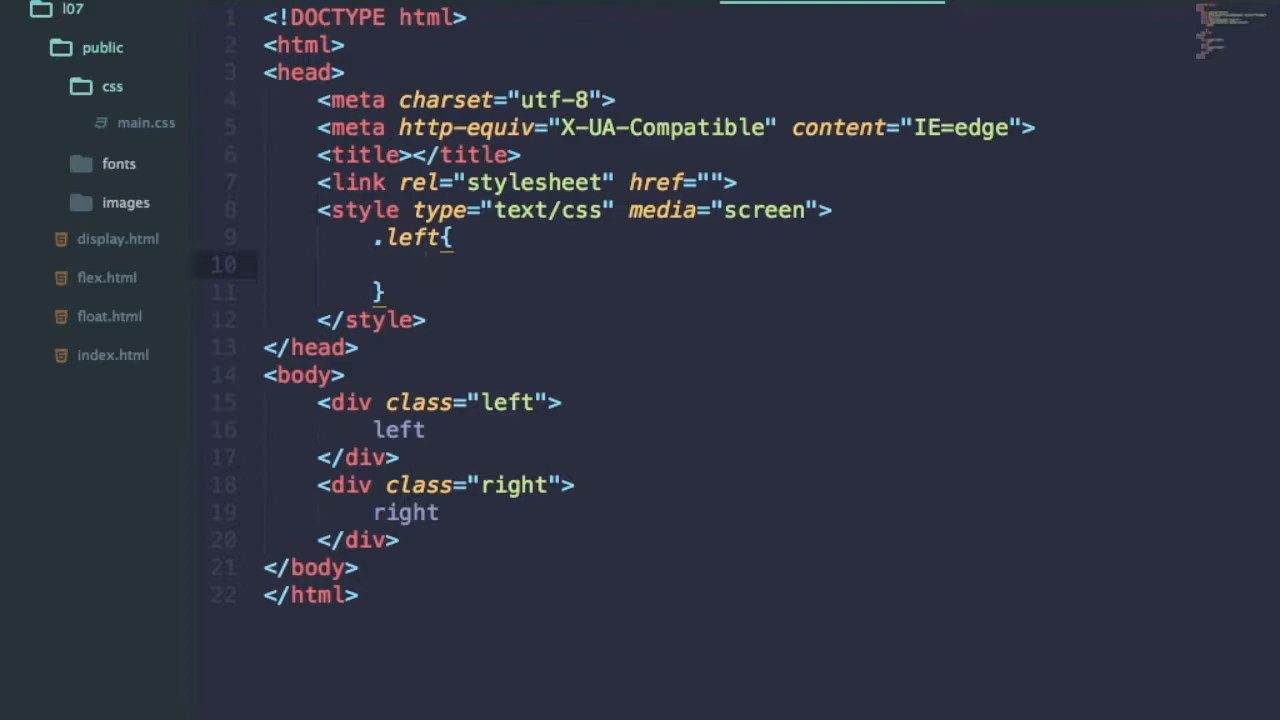 l07
public
css
main.css
fonts
images
display.html
flex.html
float.html
index.html
1 <!DOCTYPE html>
2 <html>
3 <head>
4 <meta charset="utf-8">
5 <meta http-equiv="X-UA-Compatible" content="IE=edge">
6 <title></title>
7 <link rel="stylesheet" href="">
8 <style type="text/css" media="screen">
9 .left{
10
11 }
12 </style>
13 </head>
14 <body>
15 <div class="left">
16 left
17 </div>
18 <div class="right">
19 right
20 </div>
21 </body>
22 </html>